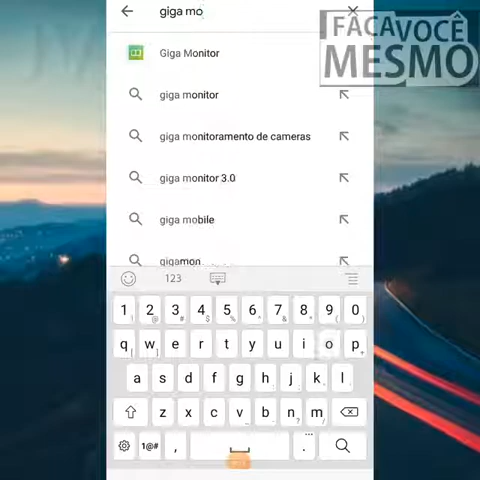 giga mo
FAÇA VOCÊ
MESMO
Giga Monitor
giga monitor
giga monitoramento de cameras
giga monitor 3.0
giga mobile
gigamon
123
1 2 3 4 5 6 7 8 9 0
! @ # $ % ^ & * ( )
q w e r t y u i o p
a s d f g h j k l
z x c v b n m
1@# , .